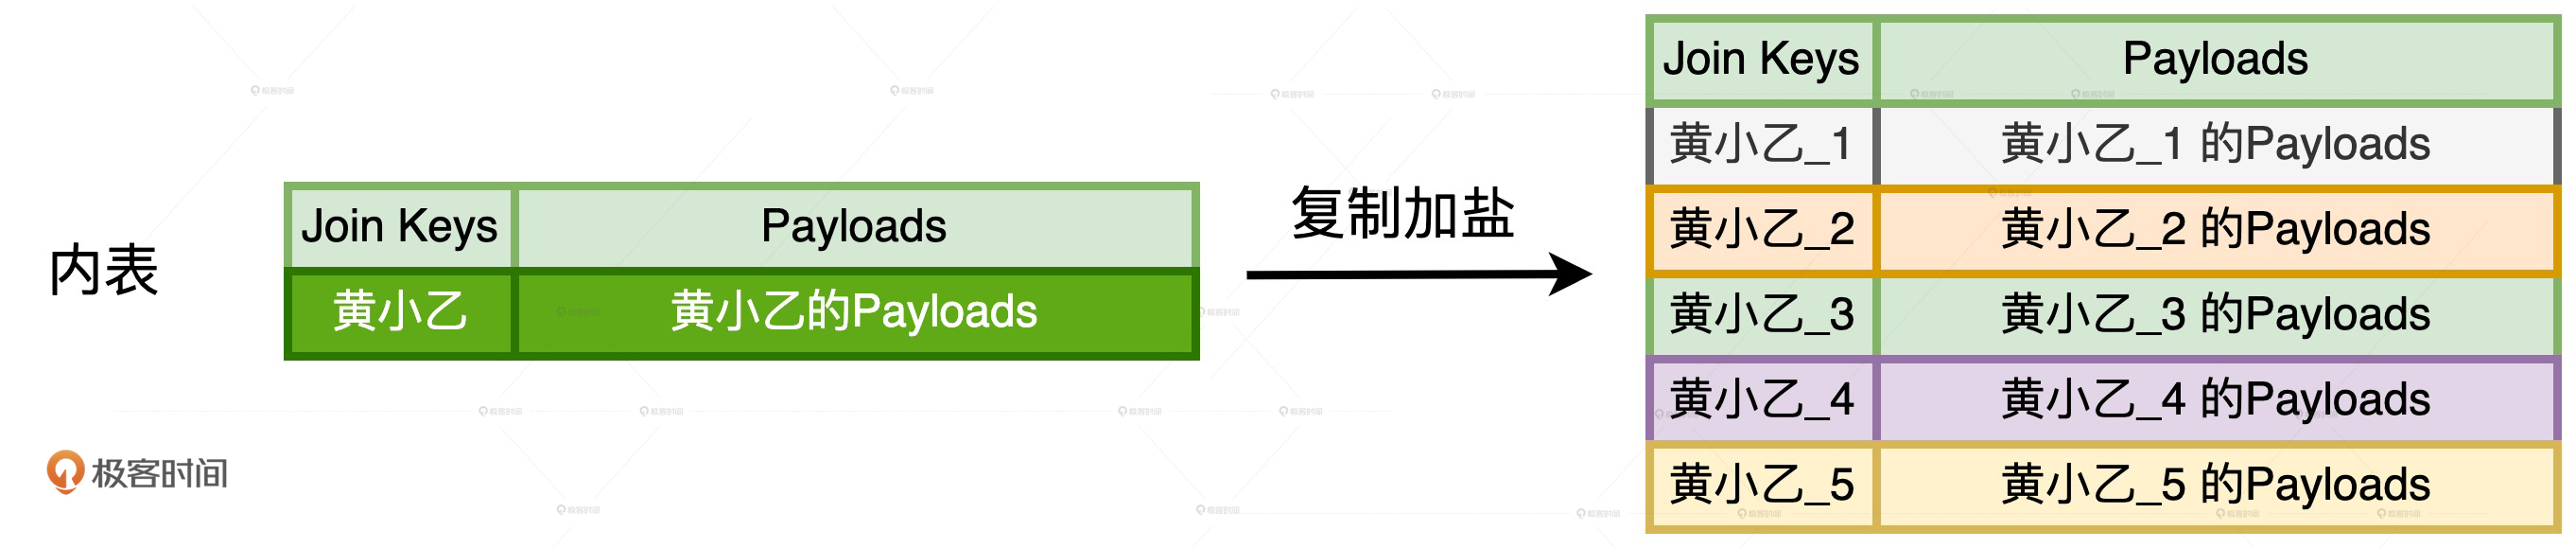 内表
Join Keys Payloads
黄小乙 黄小乙的Payloads
复制加盐
Join Keys Payloads
黄小乙_1 黄小乙_1 的Payloads
黄小乙_2 黄小乙_2 的Payloads
黄小乙_3 黄小乙_3 的Payloads
黄小乙_4 黄小乙_4 的Payloads
黄小乙_5 黄小乙_5 的Payloads
极客时间